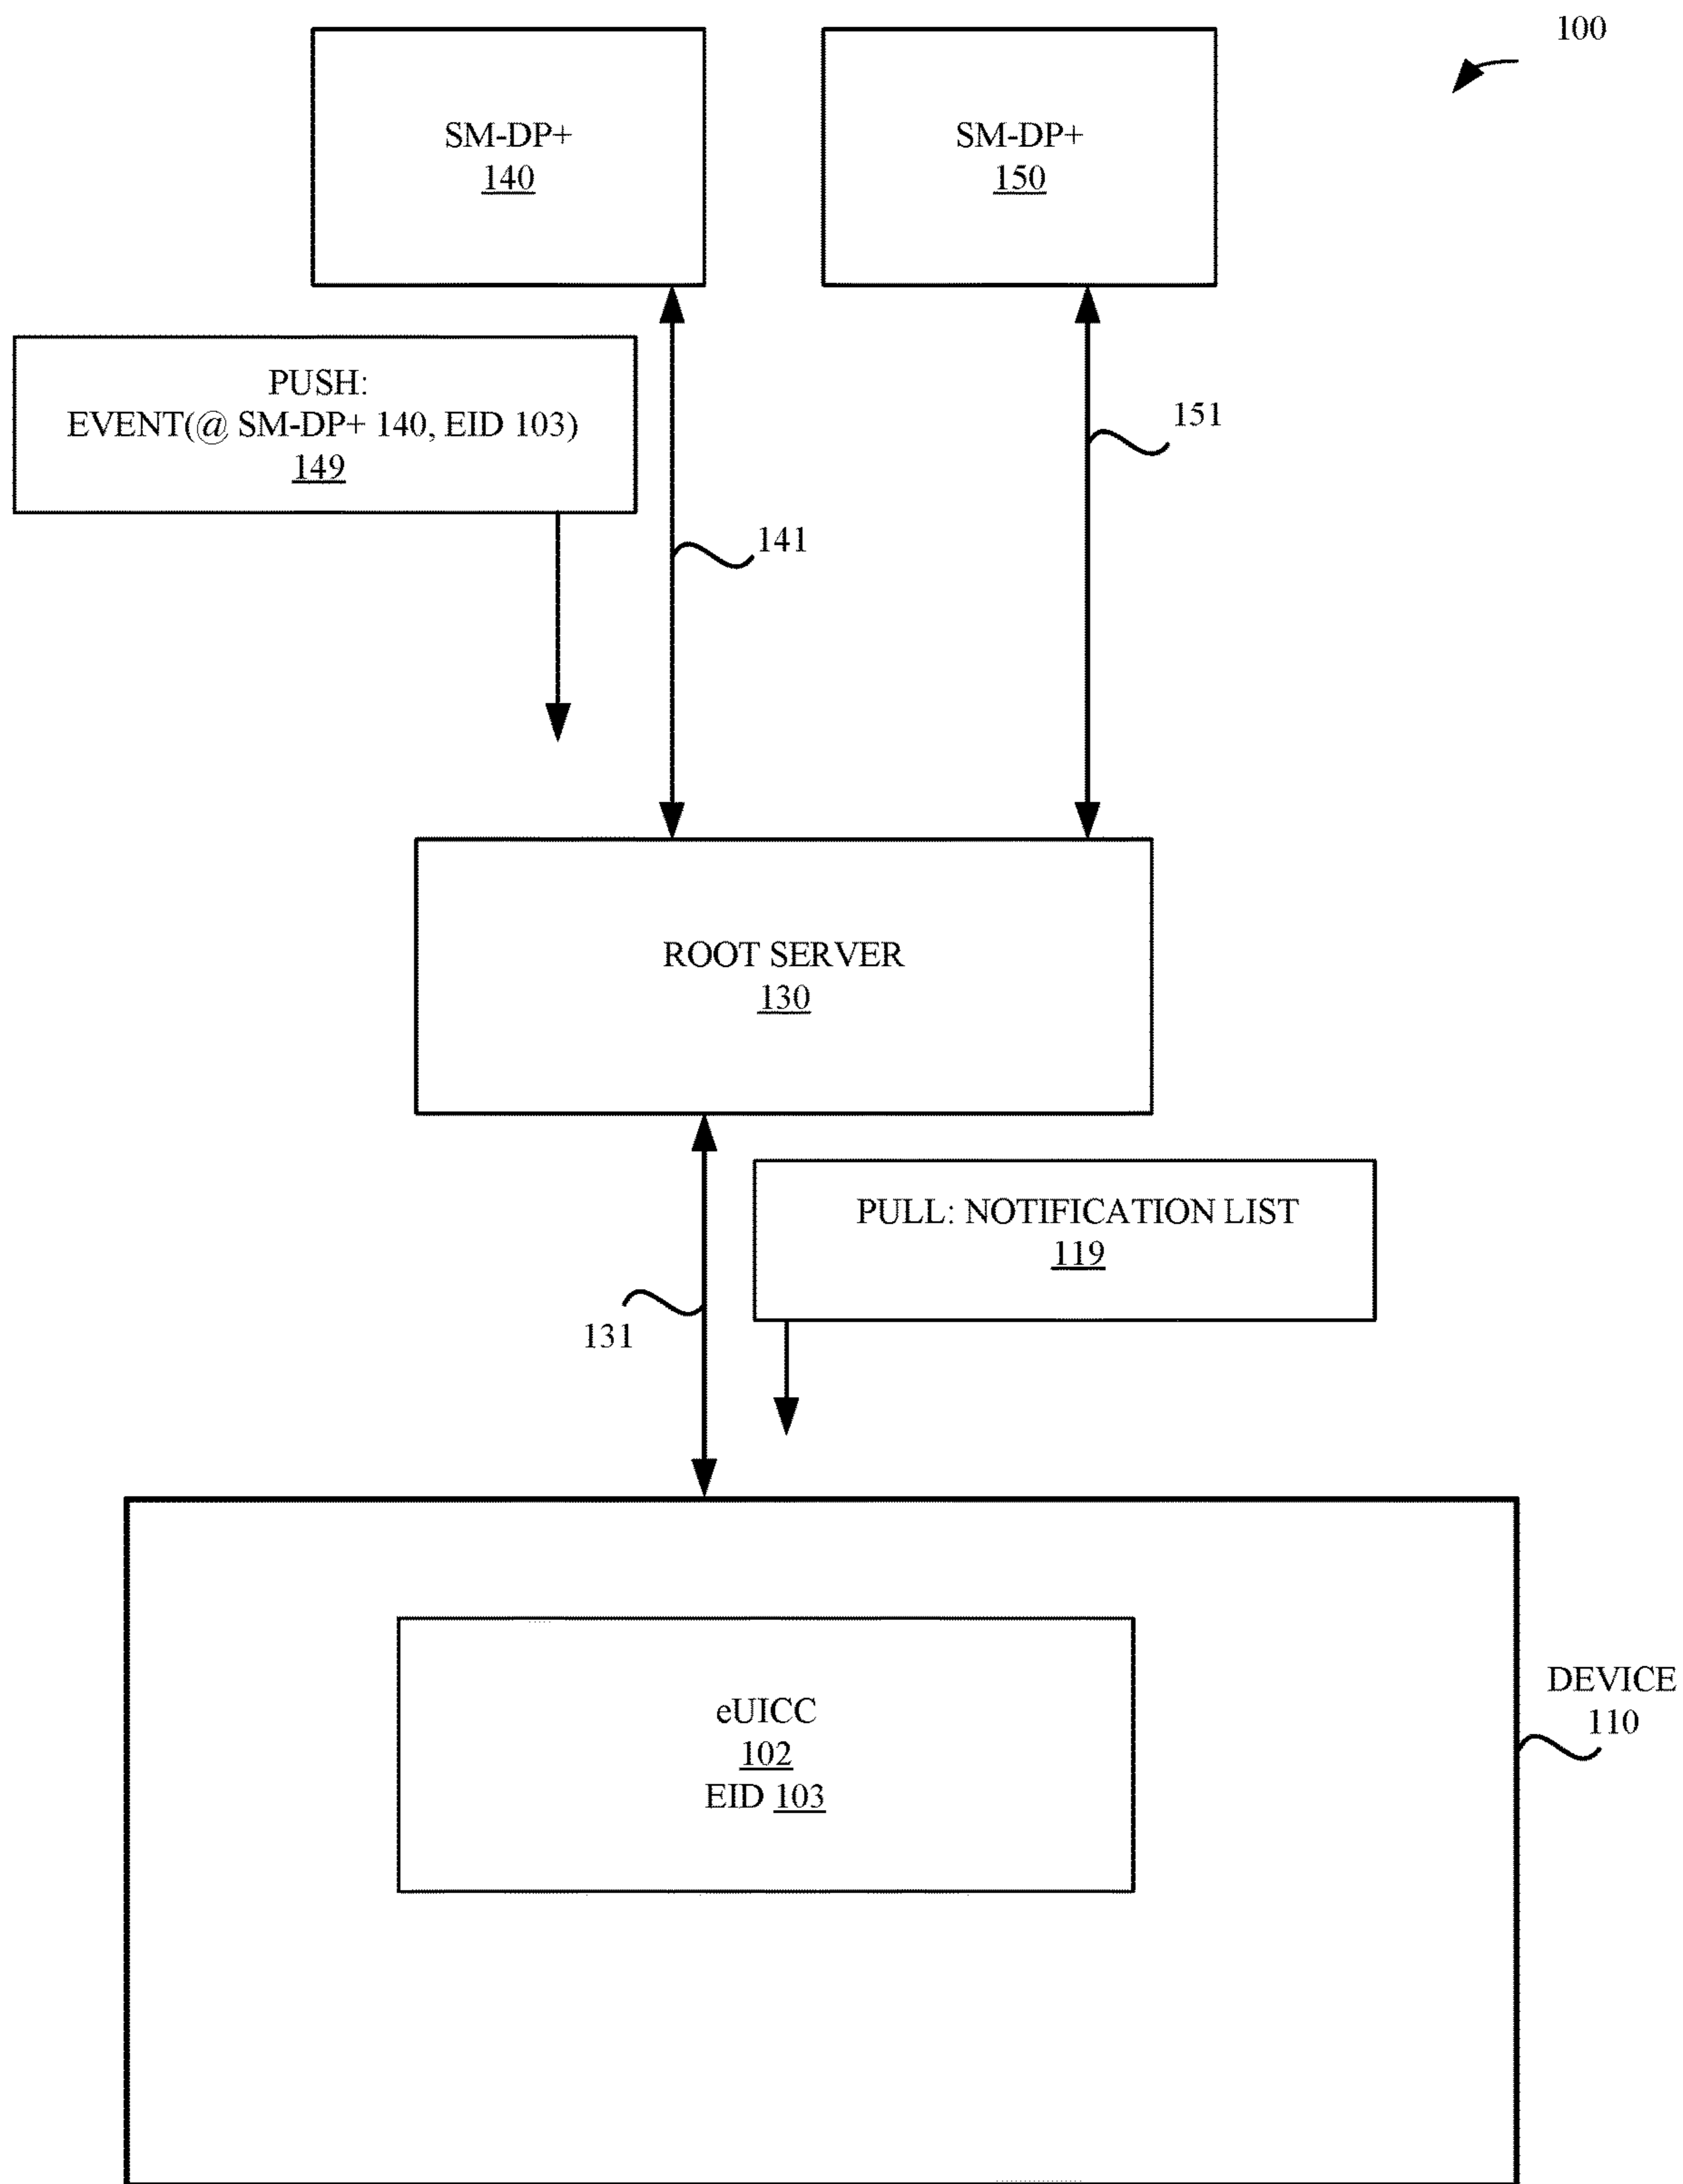 100
SM-DP+
140
SM-DP+
150
PUSH:
EVENT(@ SM-DP+ 140, EID 103)
149
151
141
ROOT SERVER
130
PULL: NOTIFICATION LIST
119
131
eUICC
102
EID 103
DEVICE
110